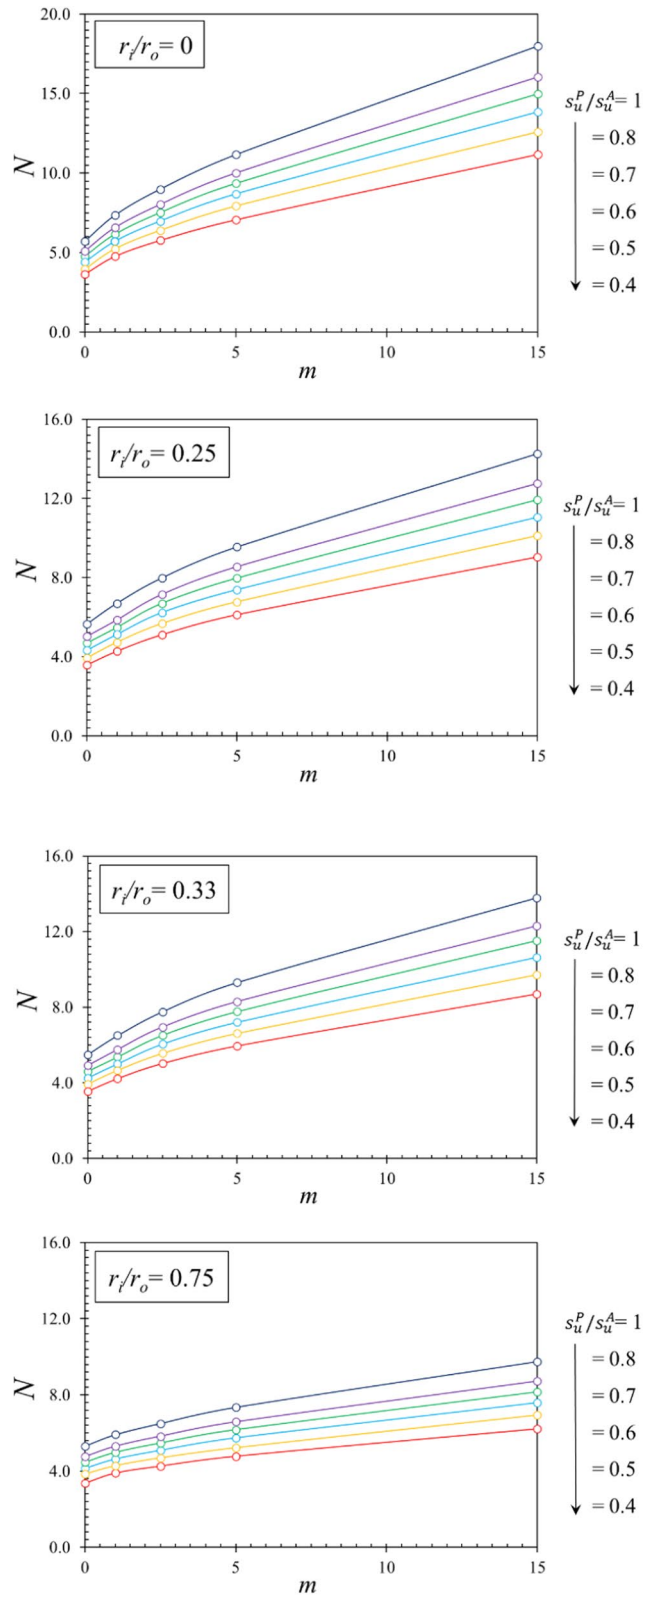 20.0
r_i/r_o = 0
15.0
s_u^P/s_u^A = 1
= 0.8
10.0
N
= 0.7
= 0.6
5.0
= 0.5
= 0.4
0.0
0 5 10 15
m
16.0
r_i/r_o = 0.25
12.0
s_u^P/s_u^A = 1
= 0.8
N
8.0
= 0.7
= 0.6
4.0
= 0.5
= 0.4
0.0
0 5 10 15
m
16.0
r_i/r_o = 0.33
12.0
s_u^P/s_u^A = 1
= 0.8
N
8.0
= 0.7
= 0.6
4.0
= 0.5
= 0.4
0.0
0 5 10 15
m
16.0
r_i/r_o = 0.75
12.0
s_u^P/s_u^A = 1
= 0.8
N
8.0
= 0.7
= 0.6
4.0
= 0.5
= 0.4
0.0
0 5 10 15
m